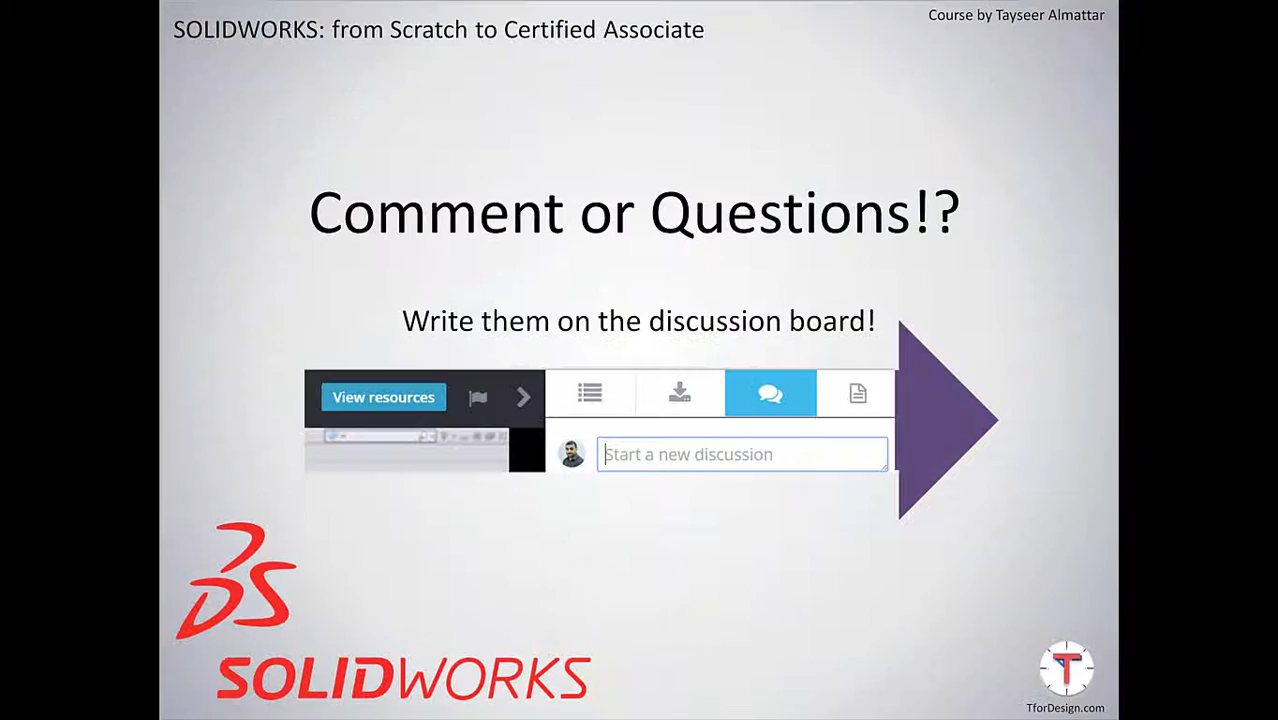 SOLIDWORKS: from Scratch to Certified Associate
Course by Tayseer Almattar
Comment or Questions!?
Write them on the discussion board!
View resources
Start a new discussion
DS
SOLIDWORKS
T
TforDesign.com